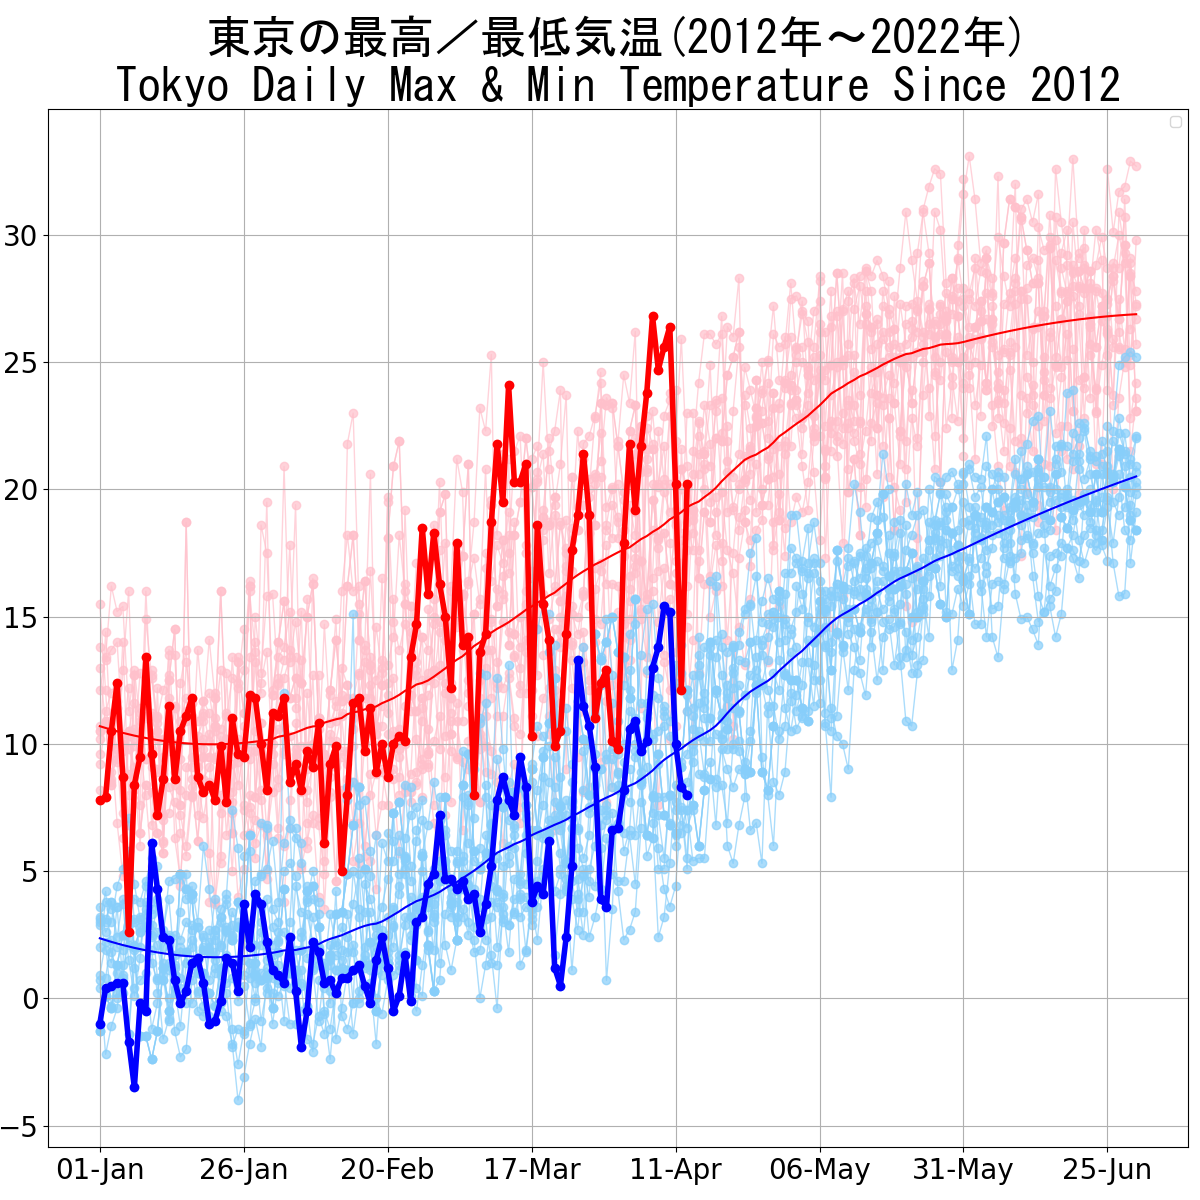 東京の最高／最低気温(2012年～2022年)
Tokyo Daily Max & Min Temperature Since 2012
30
25
20
15
10
5
0
−5
01-Jan 26-Jan 20-Feb 17-Mar 11-Apr 06-May 31-May 25-Jun